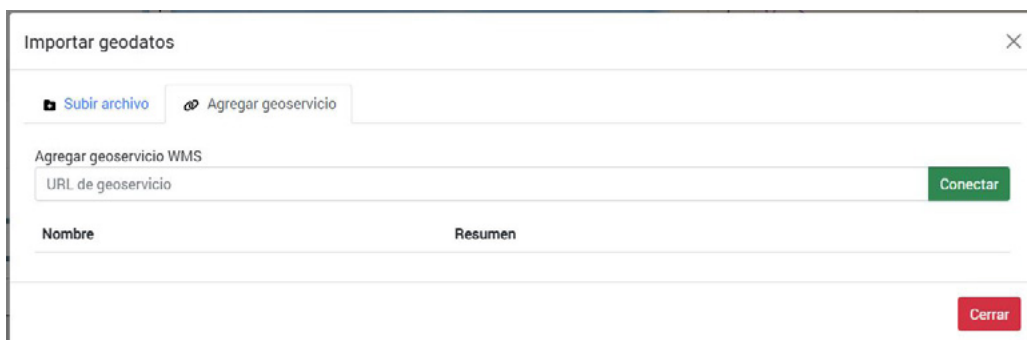 Importar geodatos
Subir archivo Agregar geoservicio
Agregar geoservicio WMS
URL de geoservicio Conectar
Nombre Resumen
Cerrar